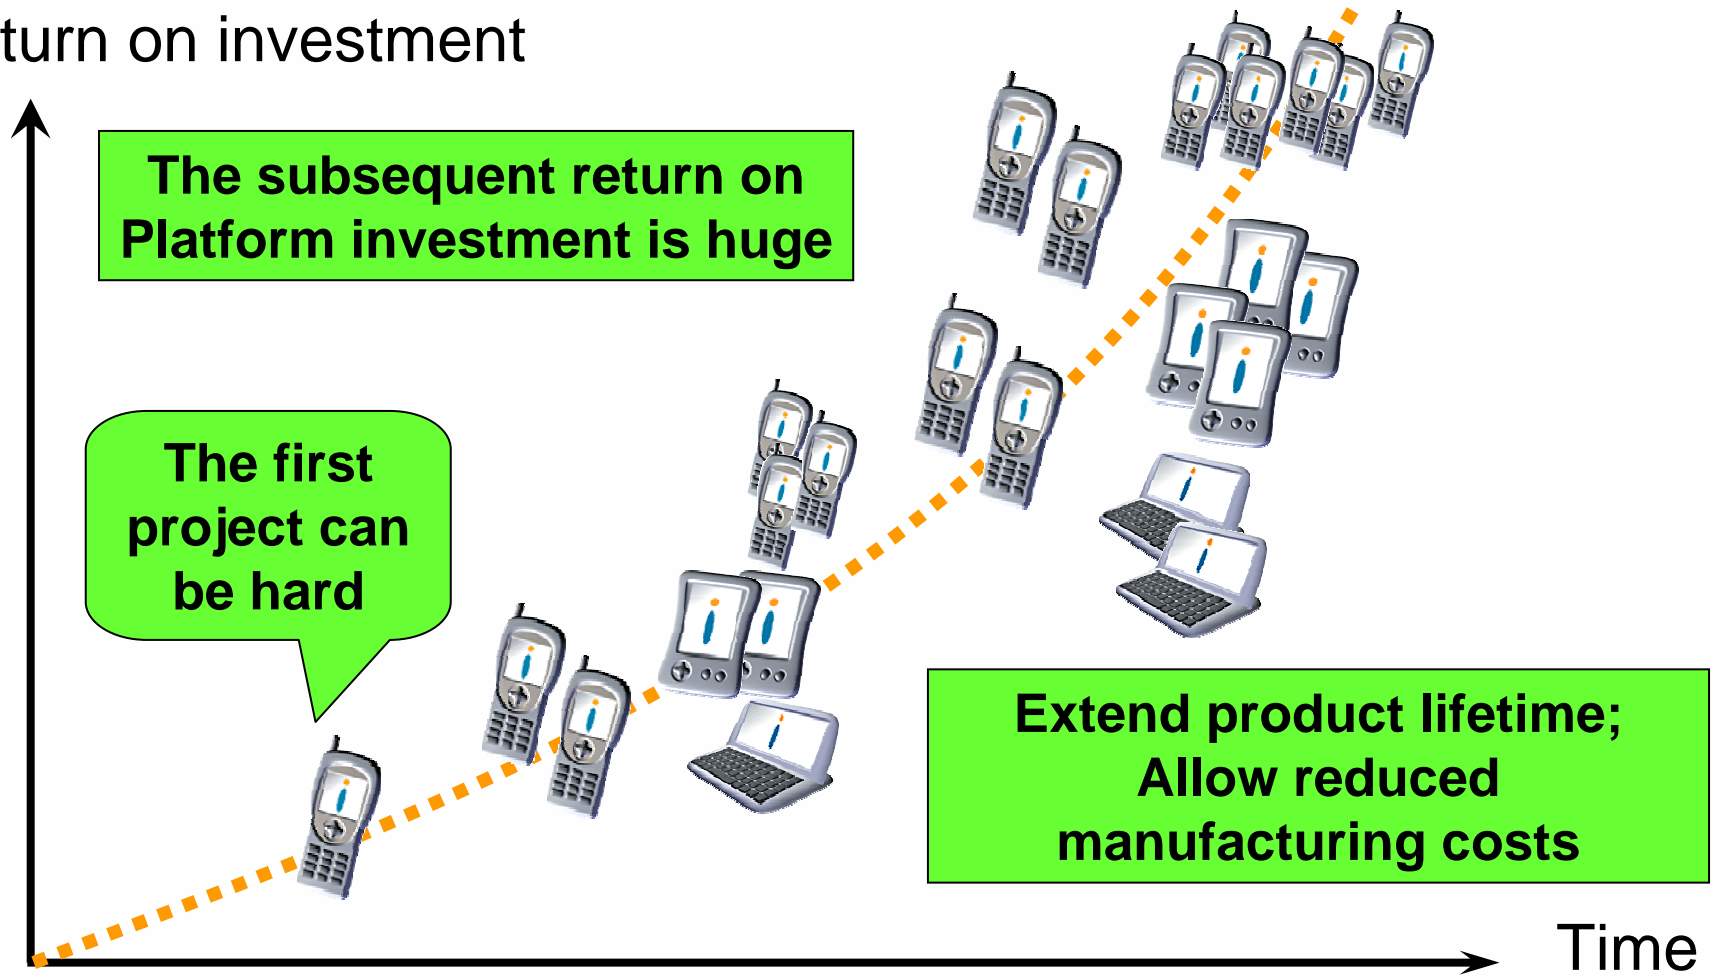 turn on investment
The subsequent return on
Platform investment is huge
The first
project can
be hard
Extend product lifetime;
Allow reduced
manufacturing costs
Time